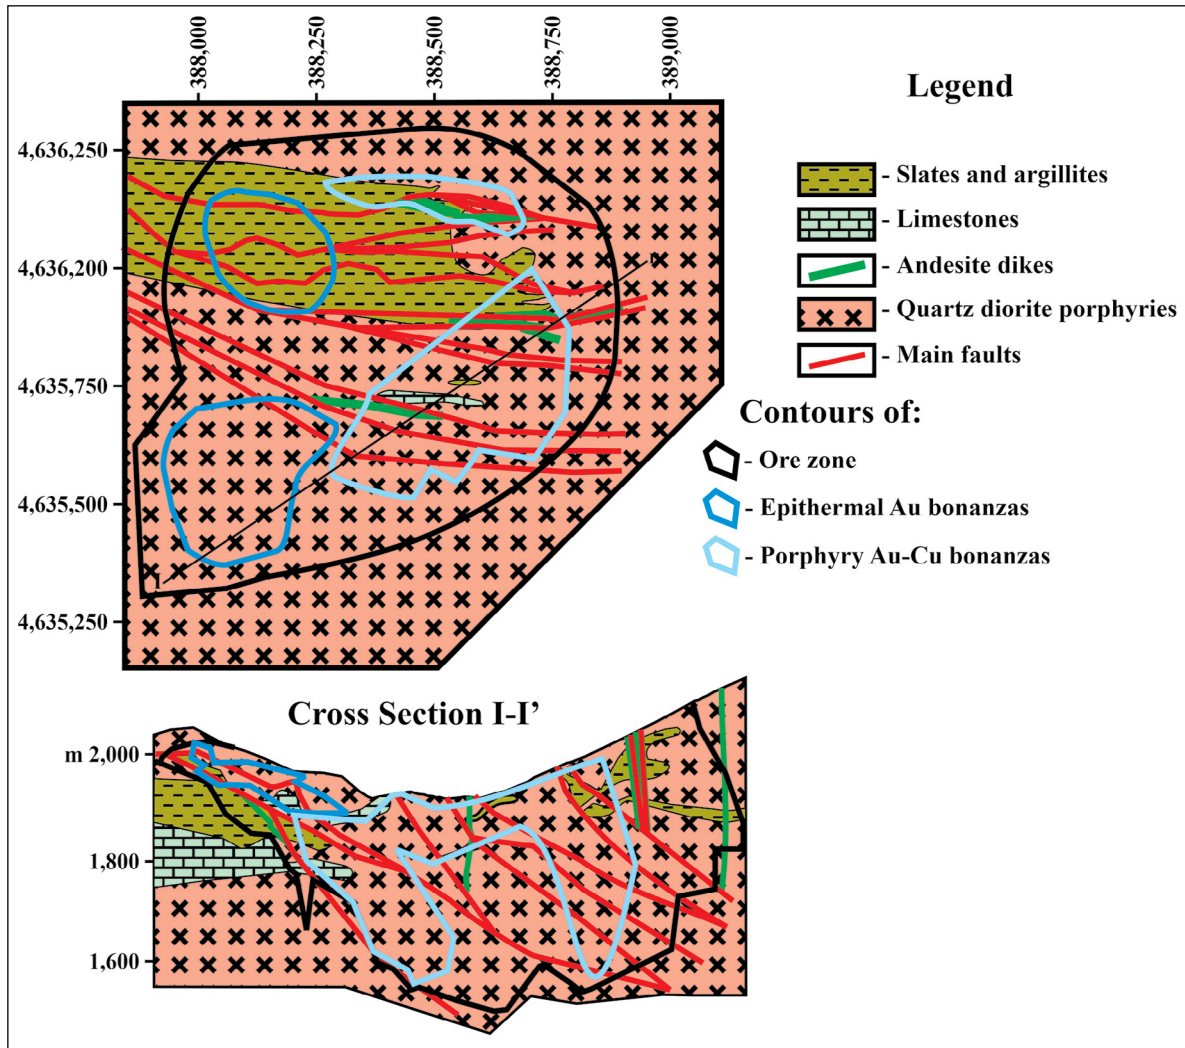 388,000
388,250
388,500
388,750
389,000
4,636,250
4,636,200
4,635,750
4,635,500
4,635,250
I
I'
Legend
- Slates and argillites
- Limestones
- Andesite dikes
- Quartz diorite porphyries
- Main faults
Contours of:
- Ore zone
- Epithermal Au bonanzas
- Porphyry Au-Cu bonanzas
Cross Section I-I’
m 2,000
1,800
1,600